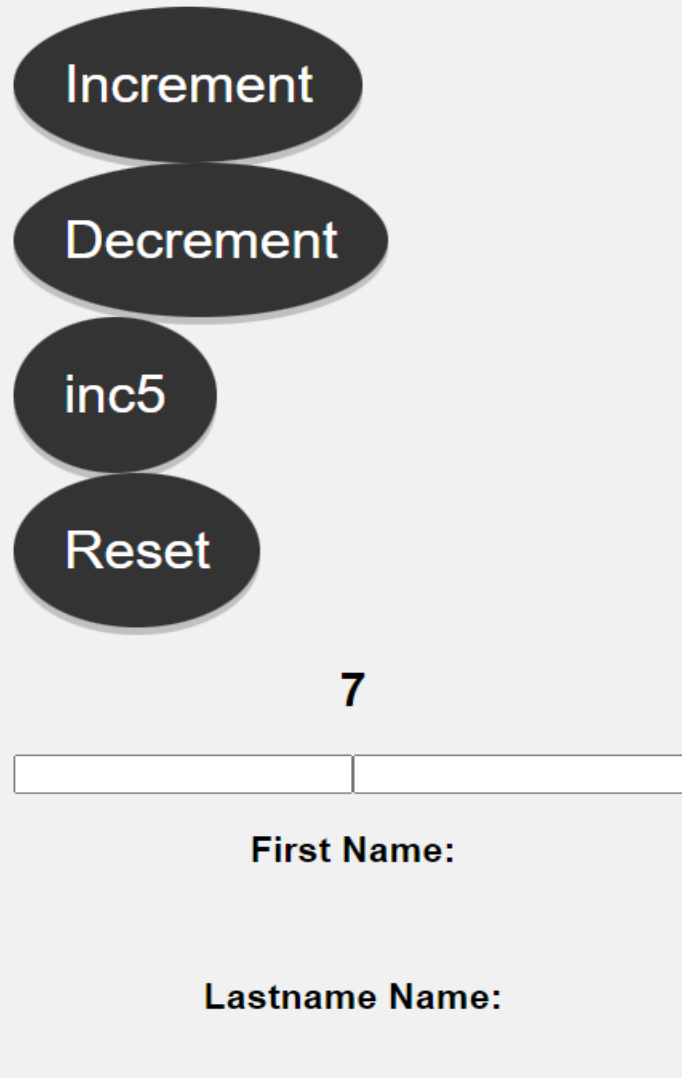 Increment
Decrement
inc5
Reset
7
First Name:
Lastname Name: